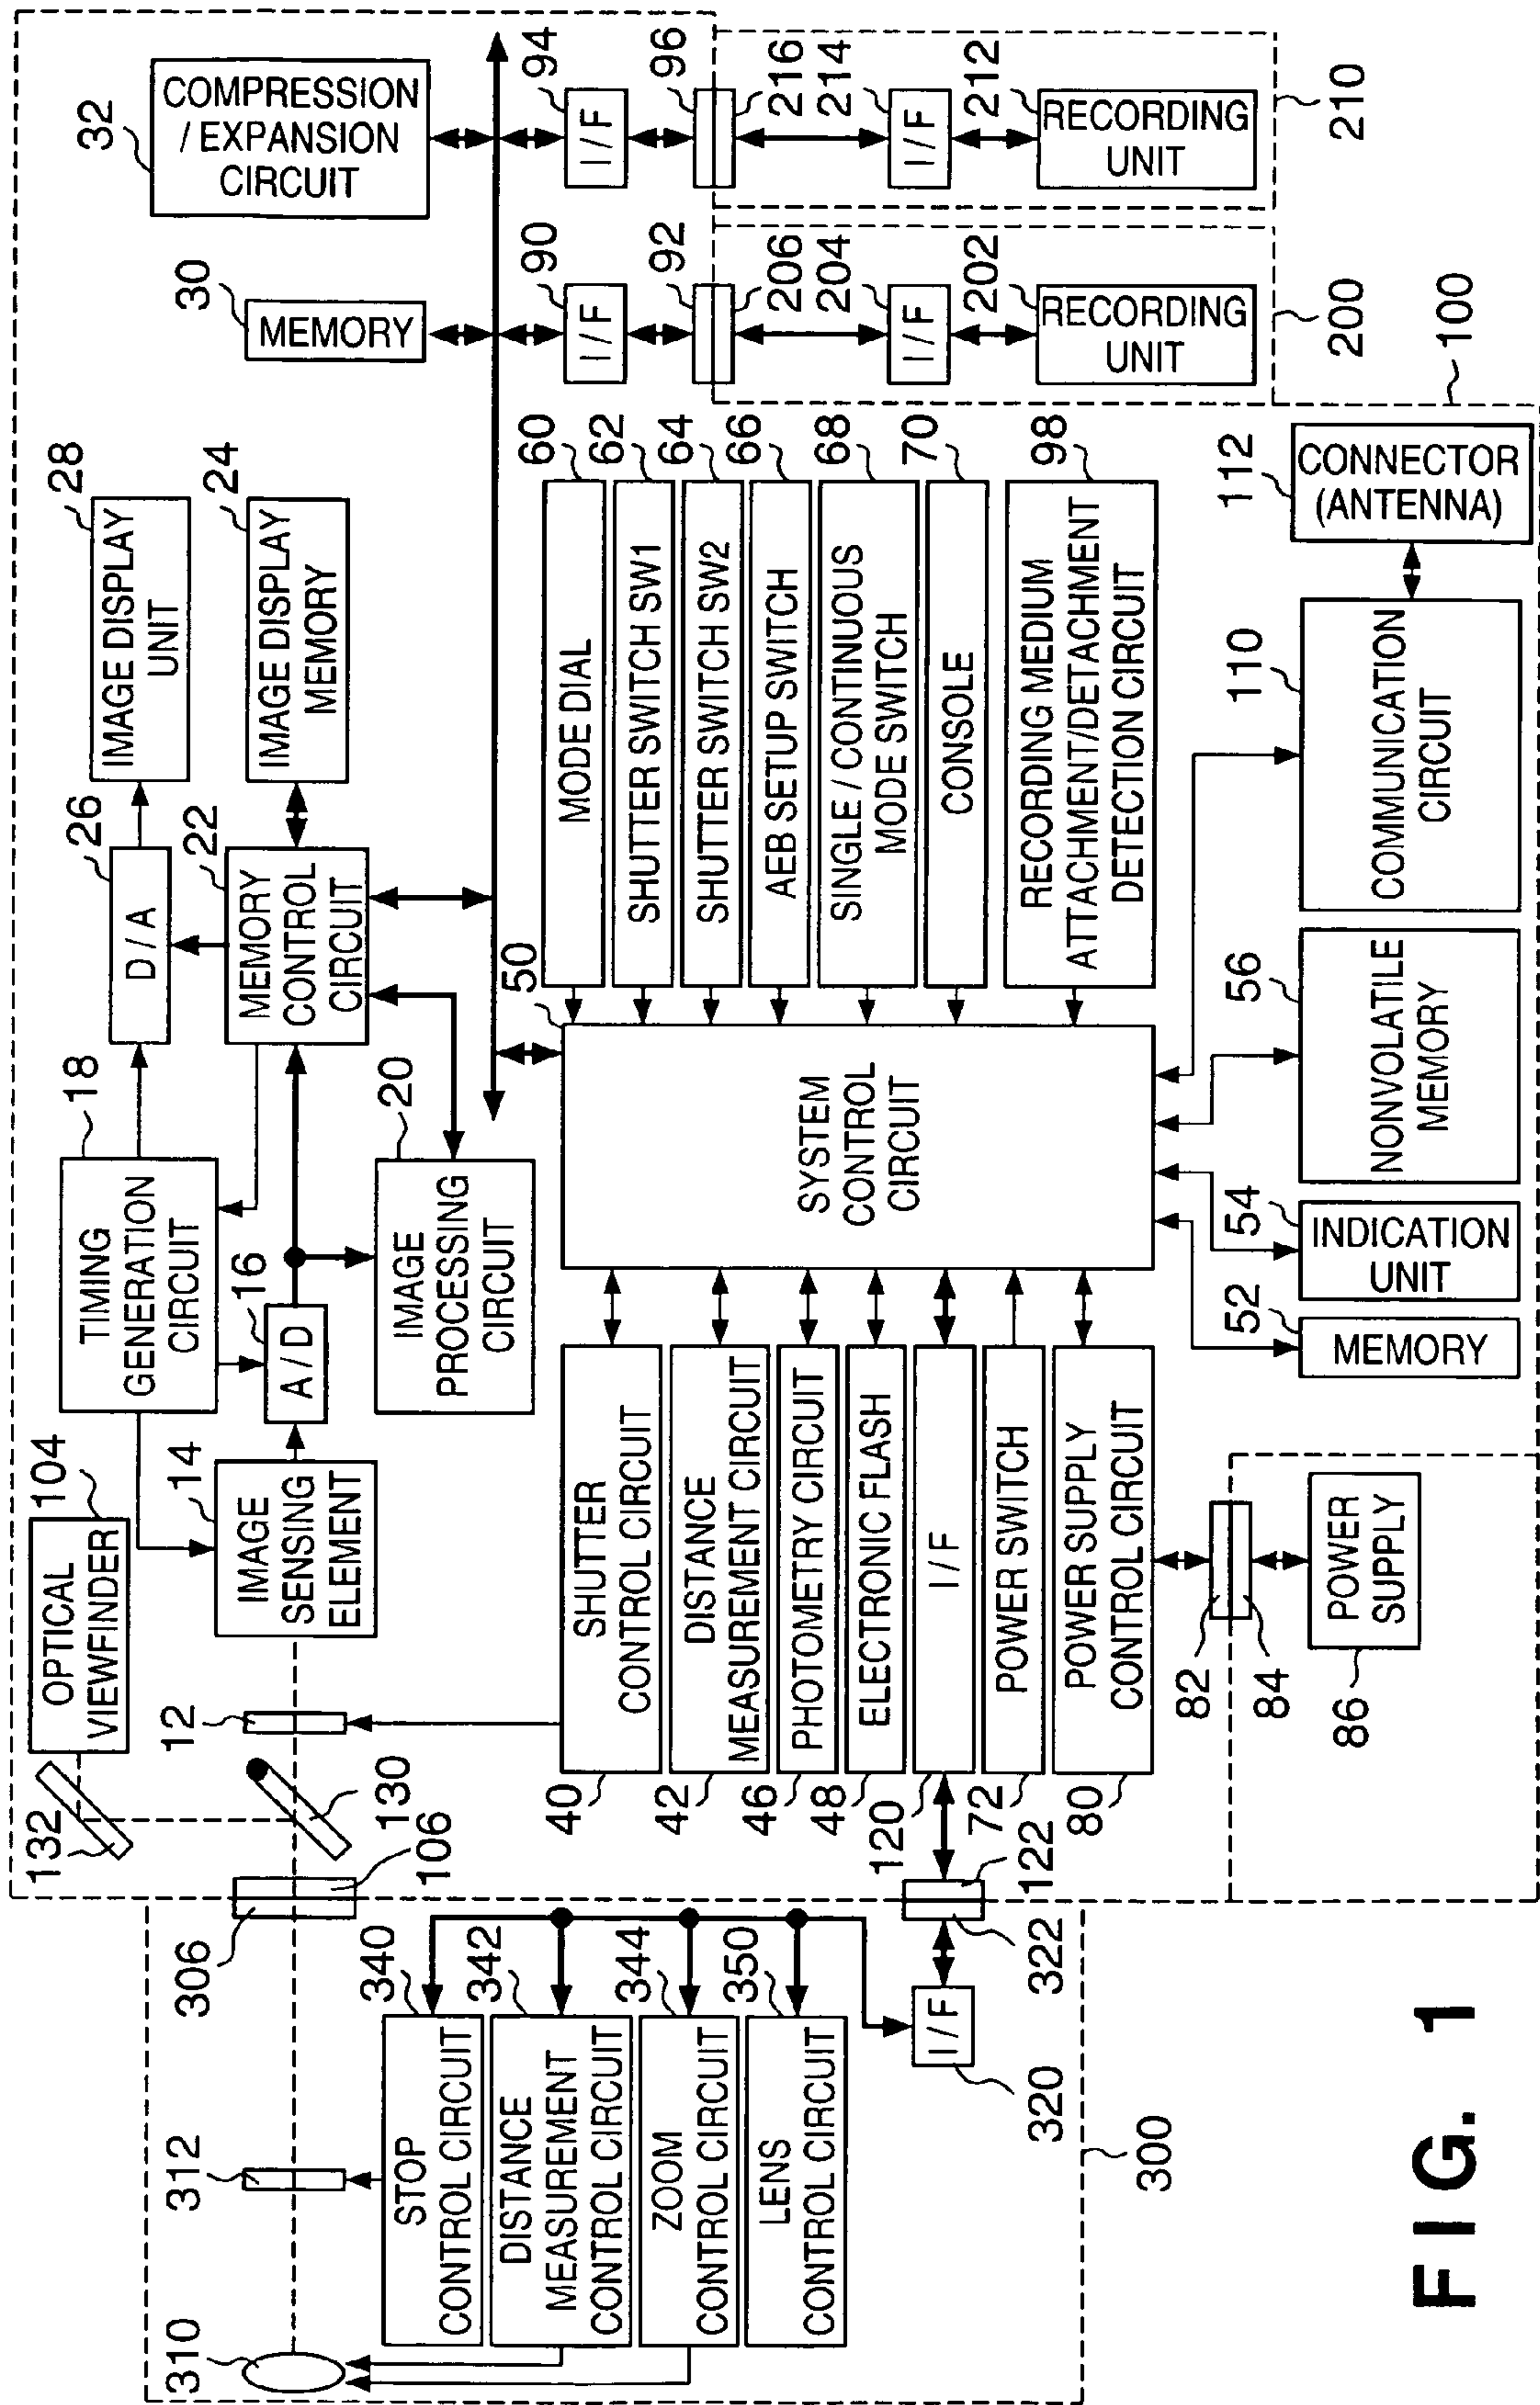 104
OPTICAL
VIEWFINDER
18
TIMING
GENERATION
CIRCUIT
26
D / A
28
IMAGE DISPLAY
UNIT
32
COMPRESSION
/ EXPANSION
CIRCUIT
132
12
14
IMAGE
SENSING
ELEMENT
16
A / D
22
MEMORY
CONTROL
CIRCUIT
24
IMAGE DISPLAY
MEMORY
30
MEMORY
310
312
306
106
130
20
IMAGE
PROCESSING
CIRCUIT
50
SYSTEM
CONTROL
CIRCUIT
340
STOP
CONTROL CIRCUIT
342
DISTANCE
MEASUREMENT
CONTROL CIRCUIT
344
ZOOM
CONTROL CIRCUIT
350
LENS
CONTROL CIRCUIT
I / F
320
322
122
300
40
SHUTTER
CONTROL CIRCUIT
42
DISTANCE
MEASUREMENT CIRCUIT
46
PHOTOMETRY CIRCUIT
48
ELECTRONIC FLASH
120
I / F
72
POWER SWITCH
80
POWER SUPPLY
CONTROL CIRCUIT
60
MODE DIAL
62
SHUTTER SWITCH SW1
64
SHUTTER SWITCH SW2
66
AEB SETUP SWITCH
68
SINGLE / CONTINUOUS
MODE SWITCH
70
CONSOLE
98
RECORDING MEDIUM
ATTACHMENT/DETACHMENT
DETECTION CIRCUIT
90
I / F
92
206
204
I / F
202
RECORDING
UNIT
200
94
I / F
96
216
214
I / F
212
RECORDING
UNIT
210
100
82
84
86
POWER
SUPPLY
52
MEMORY
54
INDICATION
UNIT
56
NONVOLATILE
MEMORY
110
COMMUNICATION
CIRCUIT
112
CONNECTOR
(ANTENNA)
FIG. 1